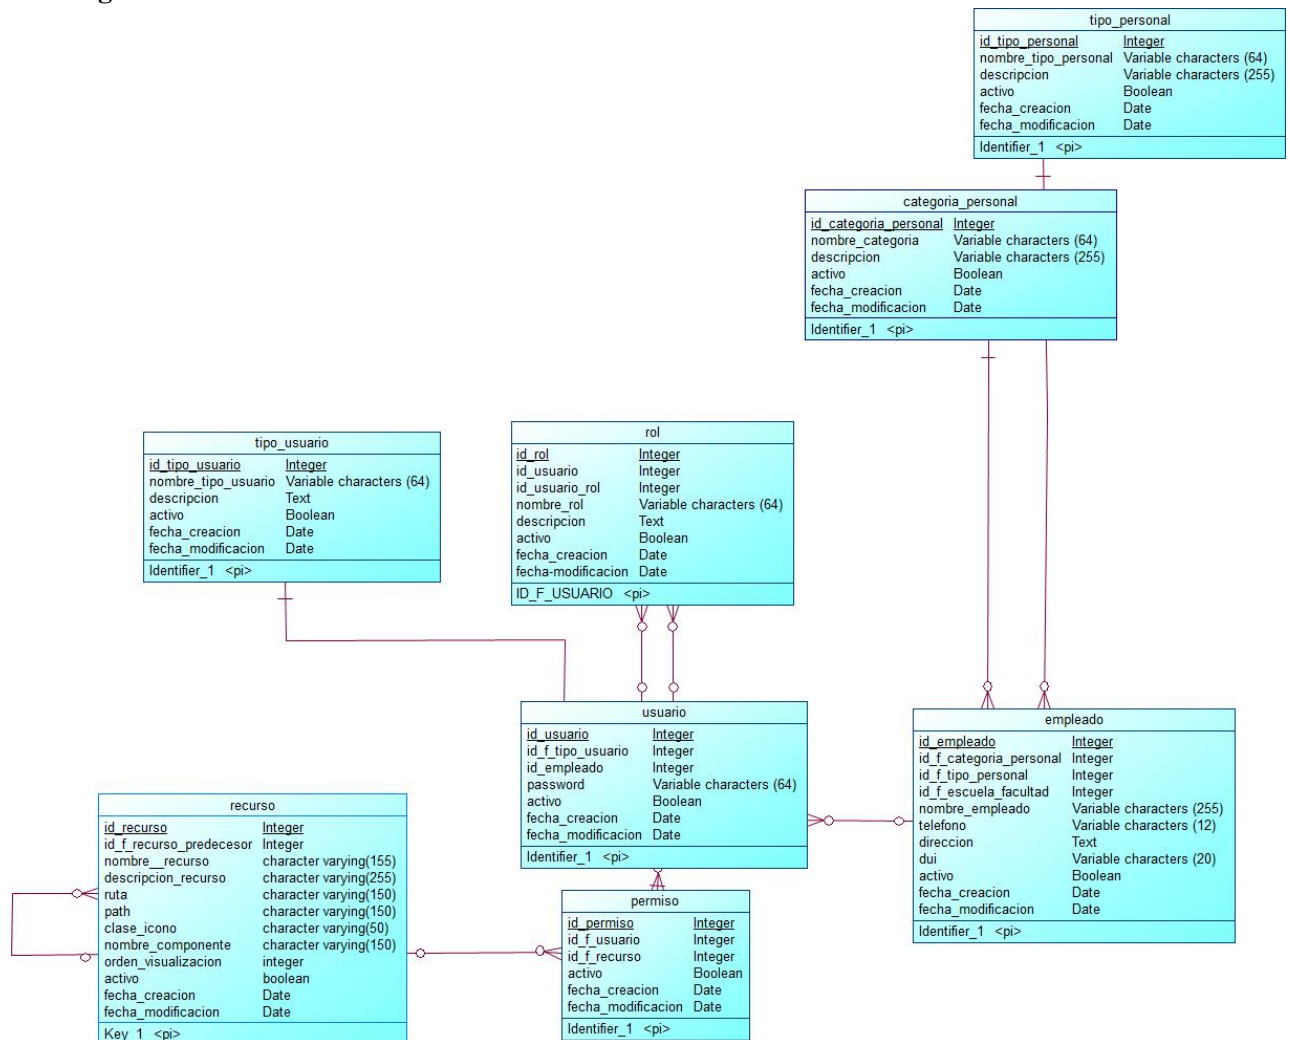 tipo_personal
id_tipo_personal Integer
nombre_tipo_personal Variable characters (64)
descripcion Variable characters (255)
activo Boolean
fecha_creacion Date
fecha_modificacion Date
Identifier_1 <pi>
categoria_personal
id_categoria_personal Integer
nombre_categoria Variable characters (64)
descripcion Variable characters (255)
activo Boolean
fecha_creacion Date
fecha_modificacion Date
Identifier_1 <pi>
tipo_usuario
id_tipo_usuario Integer
nombre_tipo_usuario Variable characters (64)
descripcion Text
activo Boolean
fecha_creacion Date
fecha_modificacion Date
Identifier_1 <pi>
rol
id_rol Integer
id_usuario Integer
id_usuario_rol Integer
nombre_rol Variable characters (64)
descripcion Text
activo Boolean
fecha_creacion Date
fecha-modificacion Date
ID_F_USUARIO <pi>
usuario
id_usuario Integer
id_f_tipo_usuario Integer
id_empleado Integer
password Variable characters (64)
activo Boolean
fecha_creacion Date
fecha_modificacion Date
Identifier_1 <pi>
empleado
id_empleado Integer
id_f_categoria_personal Integer
id_f_tipo_personal Integer
id_f_escuela_facultad Integer
nombre_empleado Variable characters (255)
telefono Variable characters (12)
direccion Text
dui Variable characters (20)
activo Boolean
fecha_creacion Date
fecha_modificacion Date
Identifier_1 <pi>
recurso
id_recurso Integer
id_f_recurso_predecesor Integer
nombre__recurso character varying(155)
descripcion_recurso character varying(255)
ruta character varying(150)
path character varying(150)
clase_icono character varying(50)
nombre_componente character varying(150)
orden_visualizacion integer
activo boolean
fecha_creacion Date
fecha_modificacion Date
Key_1 <pi>
permiso
id_permiso Integer
id_f_usuario Integer
id_f_recurso Integer
activo Boolean
fecha_creacion Date
fecha_modificacion Date
Identifier_1 <pi>